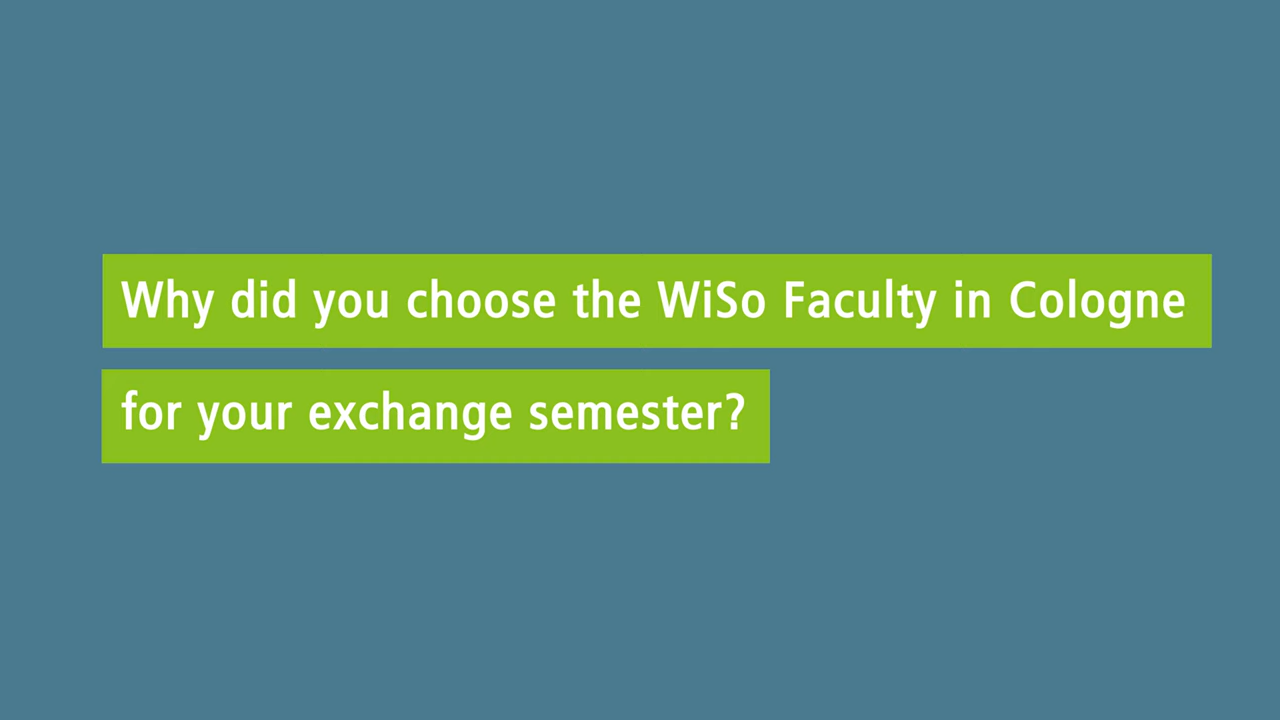 Why did you choose the WiSo Faculty in Cologne
for your exchange semester?